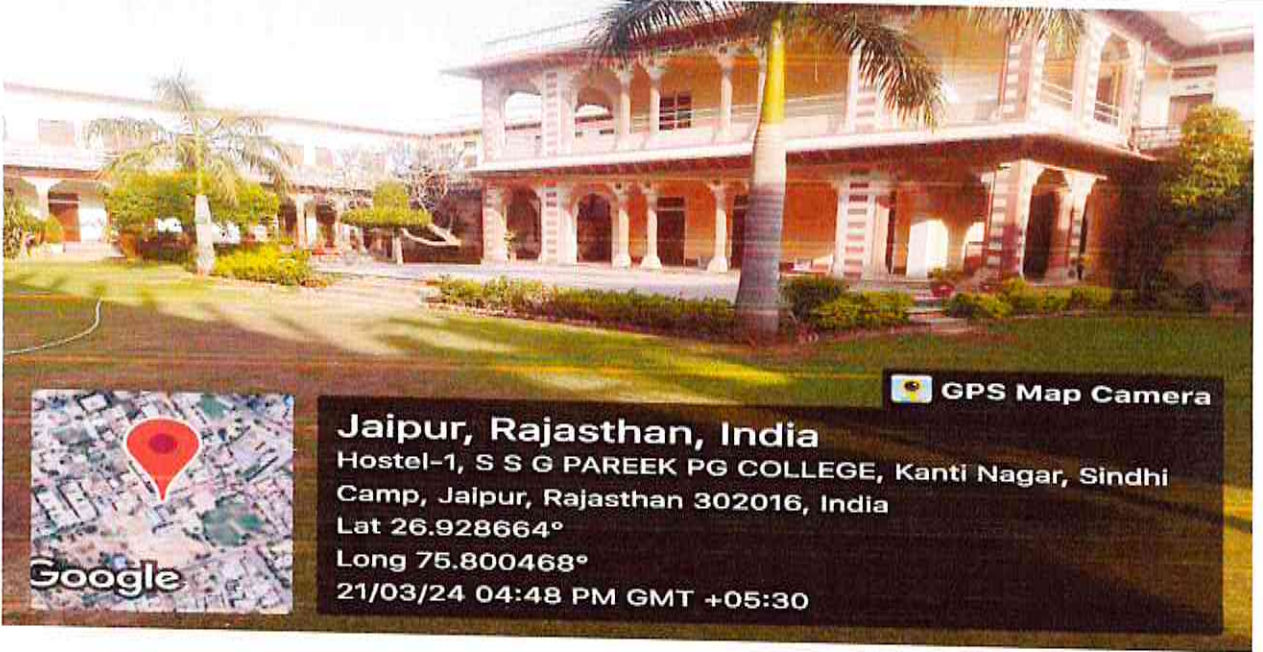 GPS Map Camera
Jaipur, Rajasthan, India
Hostel-1, S S G PAREEK PG COLLEGE, Kanti Nagar, Sindhi
Camp, Jaipur, Rajasthan 302016, India
Lat 26.928664°
Long 75.800468°
21/03/24 04:48 PM GMT +05:30
Google